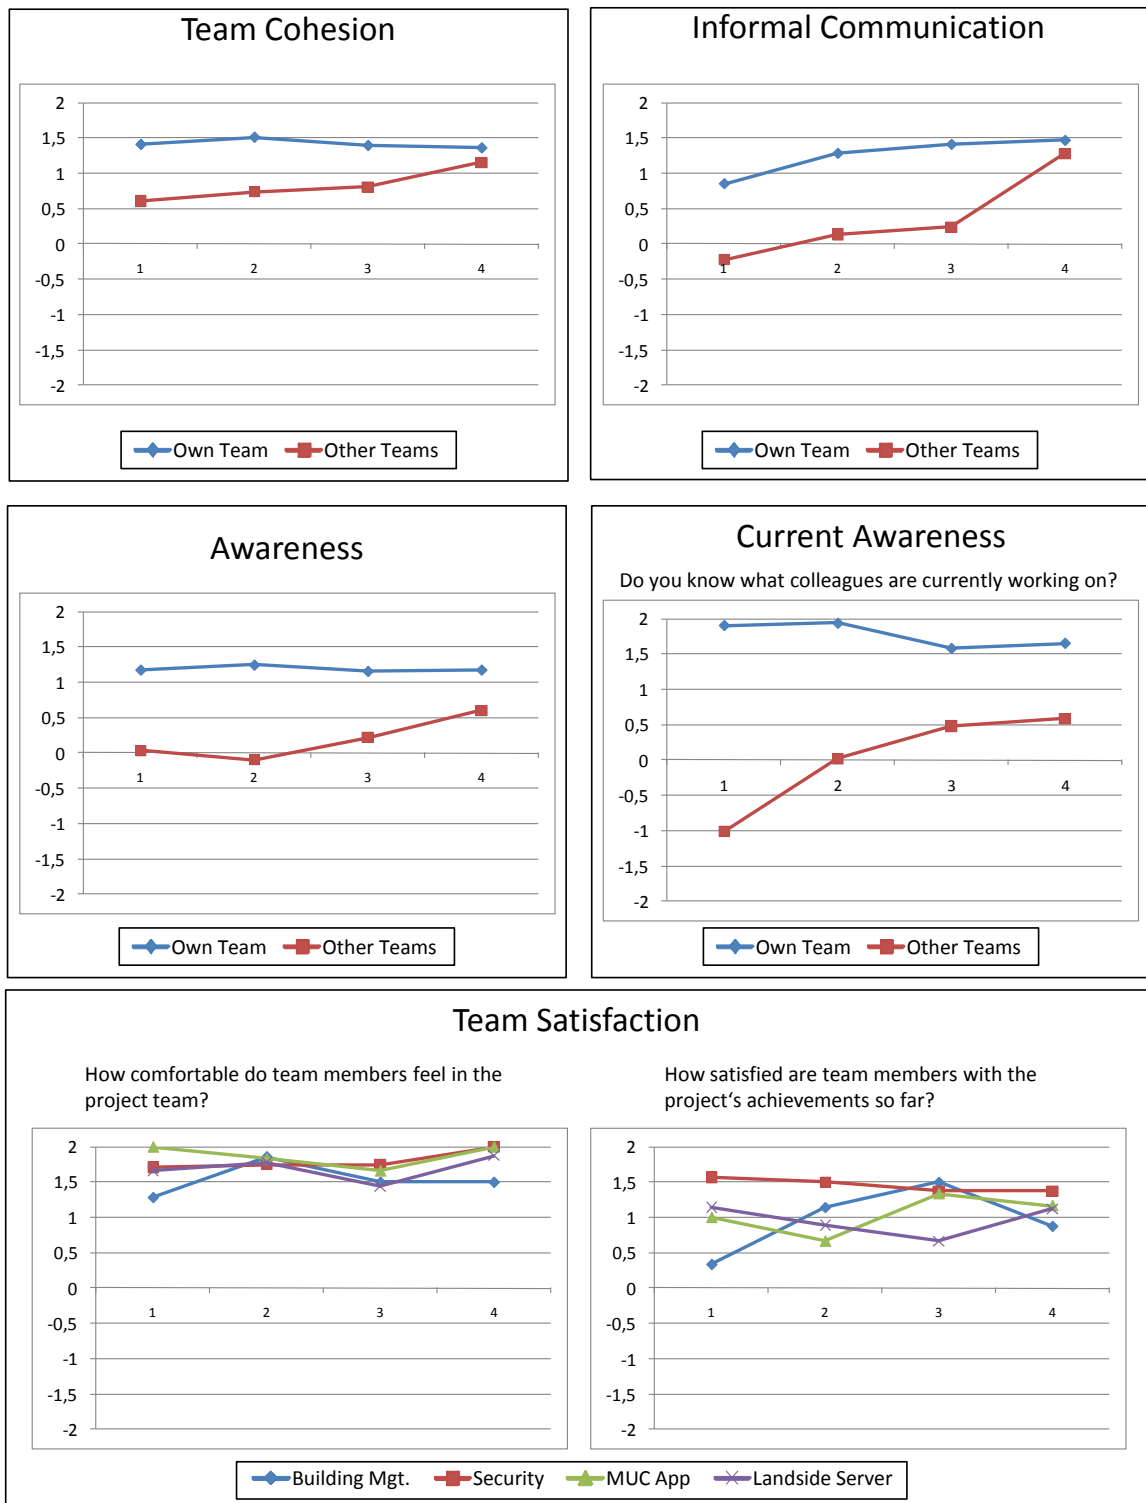 Team Cohesion
2
1,5
1
0,5
0
-0,5
-1
-1,5
-2
1 2 3 4
Own Team Other Teams
Informal Communication
2
1,5
1
0,5
0
-0,5
-1
-1,5
-2
1 2 3 4
Own Team Other Teams
Awareness
2
1,5
1
0,5
0
-0,5
-1
-1,5
-2
1 2 3 4
Own Team Other Teams
Current Awareness
Do you know what colleagues are currently working on?
2
1,5
1
0,5
0
-0,5
-1
-1,5
-2
1 2 3 4
Own Team Other Teams
Team Satisfaction
How comfortable do team members feel in the
project team?
2
1,5
1
0,5
0
-0,5
-1
-1,5
-2
1 2 3 4
How satisfied are team members with the
project‘s achievements so far?
2
1,5
1
0,5
0
-0,5
-1
-1,5
-2
1 2 3 4
Building Mgt. Security MUC App Landside Server